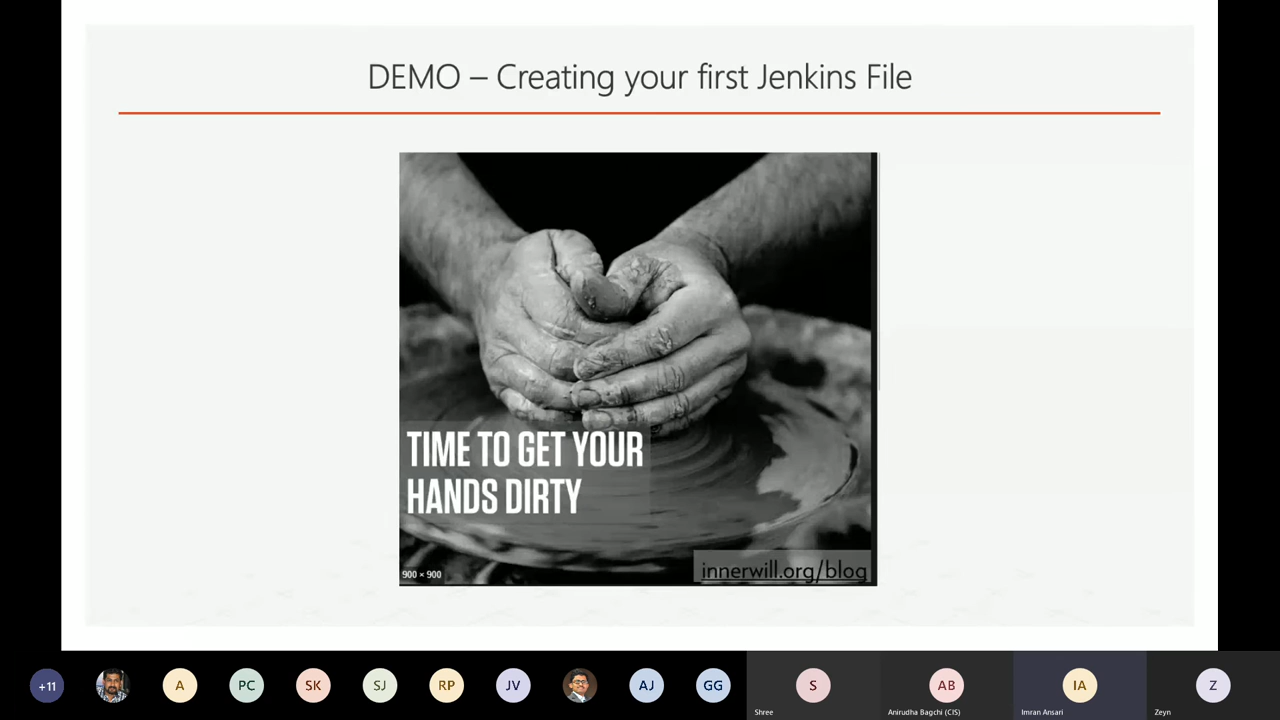 DEMO – Creating your first Jenkins File
TIME TO GET YOUR
HANDS DIRTY
900 × 900
innerwill.org/blog
+11
A
PC
SK
SJ
RP
JV
AJ
GG
S
AB
IA
Z
Shree
Anirudha Bagchi (CIS)
Imran Ansari
Zeyn